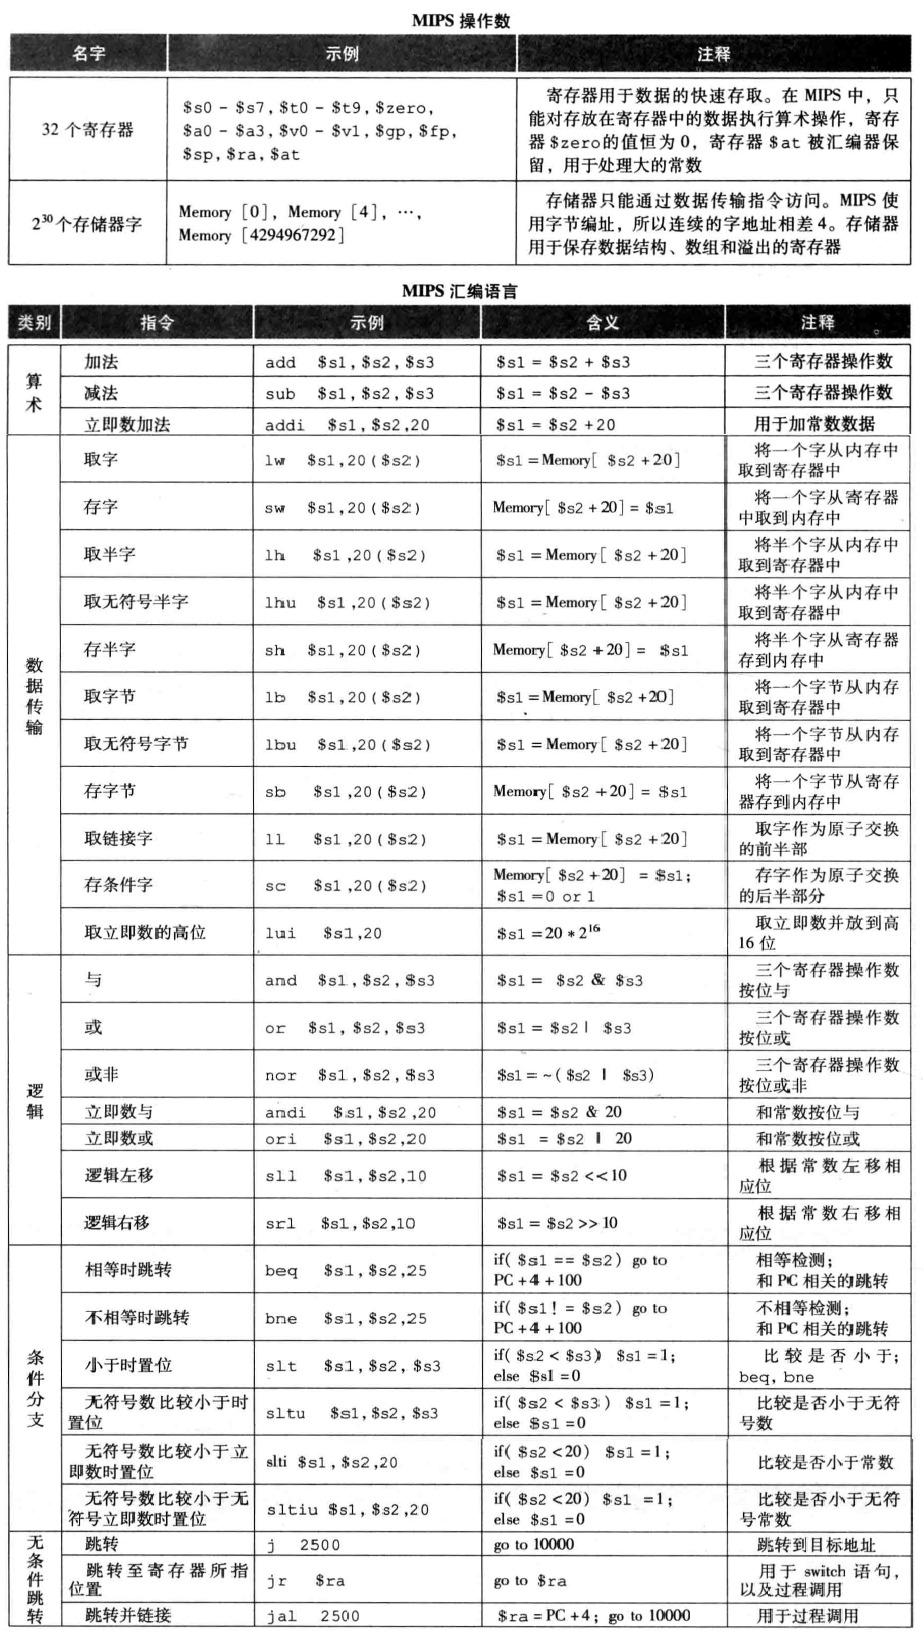 MIPS 操作数
名字 示例 注释
32 个寄存器
$s0 - $s7, $t0 - $t9, $zero,
$a0 - $a3, $v0 - $v1, $gp, $fp,
$sp, $ra, $at
寄存器用于数据的快速存取。在 MIPS 中，只
能对存放在寄存器中的数据执行算术操作，寄存
器 $zero的值恒为 0，寄存器 $at 被汇编器保
留，用于处理大的常数
2³⁰个存储器字
Memory [0], Memory [4], …,
Memory [4294967292]
存储器只能通过数据传输指令访问。MIPS 使
用字节编址，所以连续的字地址相差 4。存储器
用于保存数据结构、数组和溢出的寄存器
MIPS 汇编语言
类别 指令 示例 含义 注释
算术
加法 add $s1, $s2, $s3 $s1 = $s2 + $s3 三个寄存器操作数
减法 sub $s1, $s2, $s3 $s1 = $s2 - $s3 三个寄存器操作数
立即数加法 addi $s1, $s2,20 $s1 = $s2 +20 用于加常数数据
数据传输
取字 lw $s1,20($s2) $s1 = Memory[ $s2 +20] 将一个字从内存中
取到寄存器中
存字 sw $s1,20($s2) Memory[ $s2 + 20] = $s1 将一个字从寄存器
中取到内存中
取半字 lh $s1,20($s2) $s1 = Memory[ $s2 +20] 将半个字从内存中
取到寄存器中
取无符号半字 lhu $s1,20($s2) $s1 = Memory[ $s2 +20] 将半个字从内存中
取到寄存器中
存半字 sh $s1,20($s2) Memory[ $s2 +20] = $s1 将半个字从寄存器
存到内存中
取字节 lb $s1,20($s2) $s1 = Memory[ $s2 +20] 将一个字节从内存
取到寄存器中
取无符号字节 lbu $s1,20($s2) $s1 = Memory[ $s2 +20] 将一个字节从内存
取到寄存器中
存字节 sb $s1,20($s2) Memory[ $s2 +20] = $s1 将一个字节从寄存
器存到内存中
取链接字 ll $s1,20($s2) $s1 = Memory[ $s2 +20] 取字作为原子交换
的前半部
存条件字 sc $s1,20($s2) Memory[ $s2 +20] = $s1;
$s1 =0 or 1
存字作为原子交换
的后半部分
取立即数的高位 lui $s1,20 $s1 =20 * 2¹⁶ 取立即数并放到高
16 位
逻辑
与 and $s1, $s2, $s3 $s1 = $s2 & $s3 三个寄存器操作数
按位与
或 or $s1, $s2, $s3 $s1 = $s2 | $s3 三个寄存器操作数
按位或
或非 nor $s1, $s2, $s3 $s1 = ~( $s2 | $s3) 三个寄存器操作数
按位或非
立即数与 andi $s1, $s2,20 $s1 = $s2 & 20 和常数按位与
立即数或 ori $s1, $s2,20 $s1 = $s2 | 20 和常数按位或
逻辑左移 sll $s1, $s2,10 $s1 = $s2 <<10 根据常数左移相
应位
逻辑右移 srl $s1, $s2,10 $s1 = $s2 >> 10 根据常数右移相
应位
条件分支
相等时跳转 beq $s1, $s2,25 if( $s1 == $s2) go to
PC +4 +100
相等检测；
和 PC 相关的跳转
不相等时跳转 bne $s1, $s2,25 if( $s1! = $s2) go to
PC +4 +100
不相等检测；
和 PC 相关的跳转
小于时置位 slt $s1, $s2, $s3 if( $s2 < $s3) $s1 =1;
else $s1 =0
比较是否小于；
beq, bne
无符号数比较小于时
置位
sltu $s1, $s2, $s3 if( $s2 < $s3) $s1 =1;
else $s1 =0
比较是否小于无符
号数
无符号数比较小于立
即数时置位
slti $s1, $s2,20 if( $s2 <20) $s1 =1;
else $s1 =0
比较是否小于常数
无符号数比较小于无
符号立即数时置位
sltiu $s1, $s2,20 if( $s2 <20) $s1 =1;
else $s1 =0
比较是否小于无符
号常数
无条件跳转
跳转 j 2500 go to 10000 跳转到目标地址
跳转至寄存器所指
位置
jr $ra go to $ra 用于 switch 语句，
以及过程调用
跳转并链接 jal 2500 $ra = PC +4; go to 10000 用于过程调用